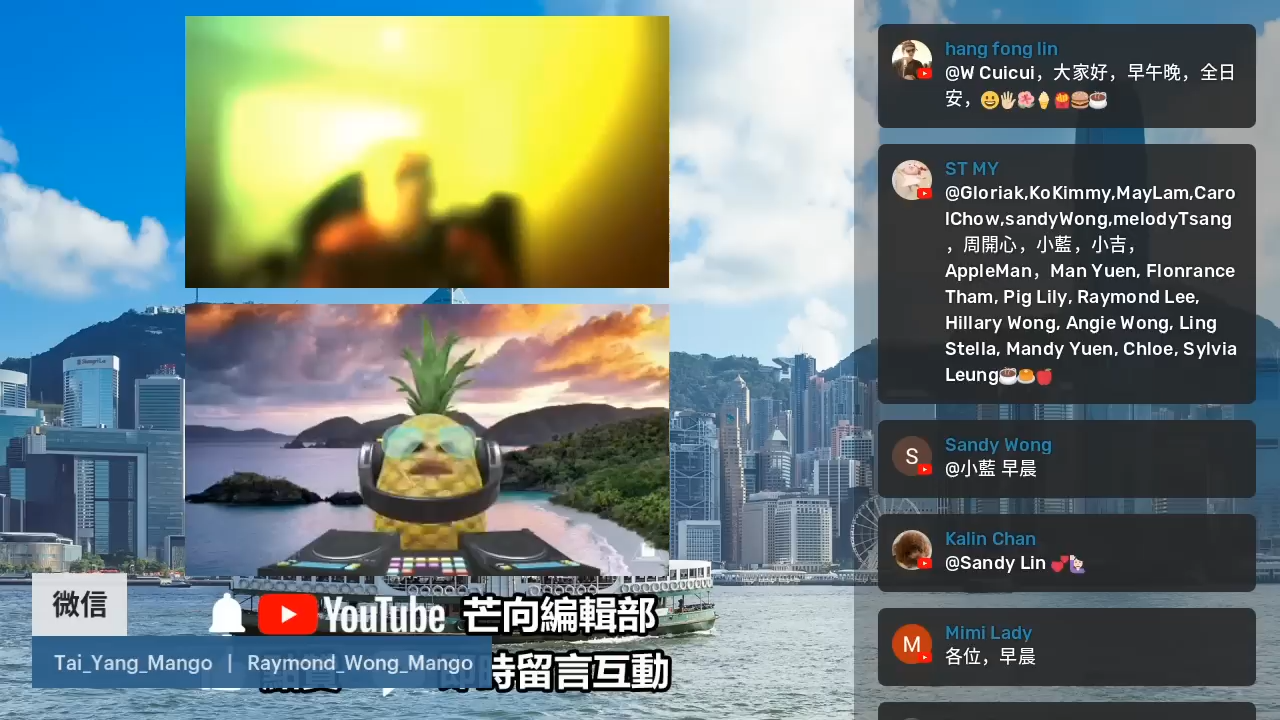 hang fong lin
@W Cuicui，大家好，早午晚，全日
安，😃🖐🌺🍦🍟🍔☕
ST MY
@Gloriak,KoKimmy,MayLam,Caro
lChow,sandyWong,melodyTsang
，周開心，小藍，小吉，
AppleMan，Man Yuen, Flonrance
Tham, Pig Lily, Raymond Lee,
Hillary Wong, Angie Wong, Ling
Stella, Mandy Yuen, Chloe, Sylvia
Leung☕🍮🍎
Shangri-La
S
Sandy Wong
@小藍 早晨
Kalin Chan
@Sandy Lin 💕🙋🏻‍♀️
M
Mimi Lady
各位，早晨
微信
YouTube 芒向編輯部
Tai_Yang_Mango | Raymond_Wong_Mango
時留言互動